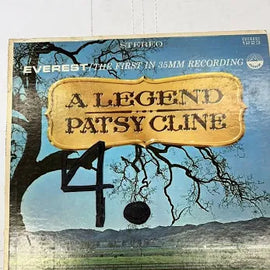 STEREO
EVEREST/THE FIRST IN 35MM RECORDING
A LEGEND
PATSY CLINE
4.